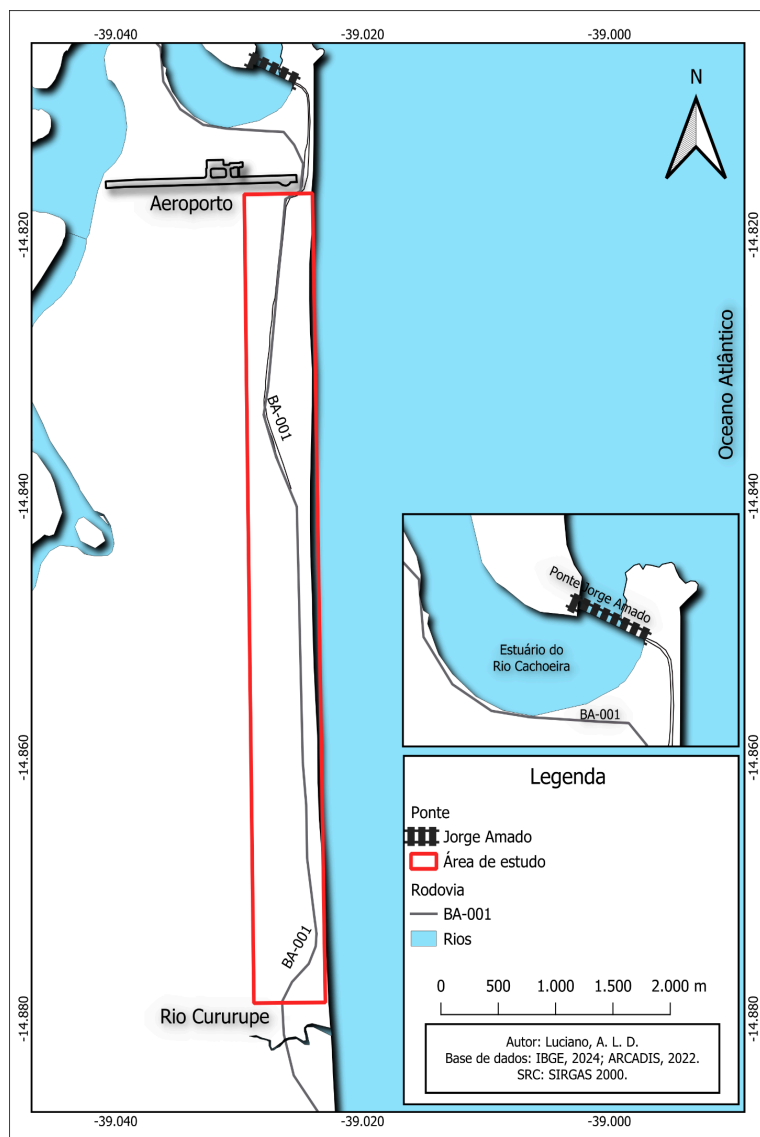 -39.040 -39.020 -39.000
N
Aeroporto
-14.820
-14.820
Oceano Atlântico
BA-001
-14.840
-14.840
Ponte Jorge Amado
Estuário do
Rio Cachoeira
BA-001
-14.860
-14.860
Legenda
Ponte
Jorge Amado
Área de estudo
Rodovia
BA-001
Rios
BA-001
0 500 1.000 1.500 2.000 m
Rio Cururupe
-14.880
-14.880
Autor: Luciano, A. L. D.
Base de dados: IBGE, 2024; ARCADIS, 2022.
SRC: SIRGAS 2000.
-39.040 -39.020 -39.000